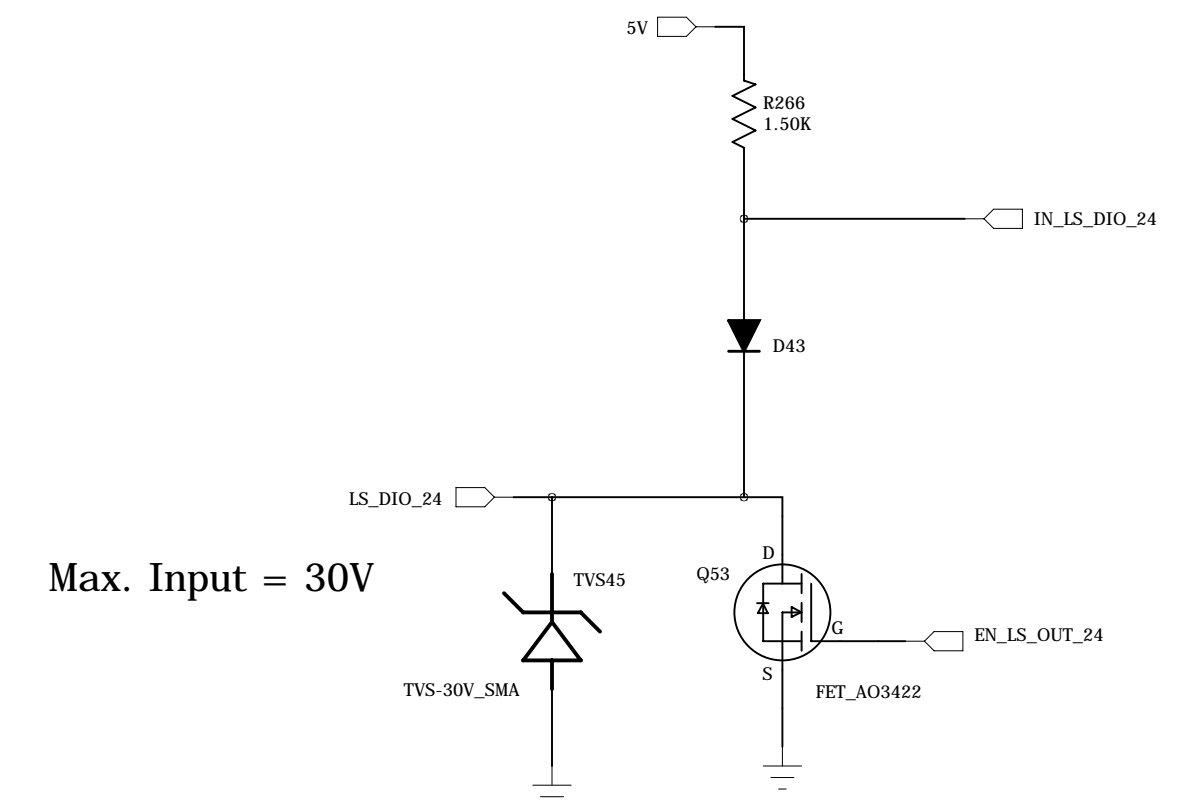 5V
R266
1.50K
IN_LS_DIO_24
D43
LS_DIO_24
D
Max. Input = 30V
Q53
TVS45
G
EN_LS_OUT_24
S
TVS-30V_SMA
FET_AO3422